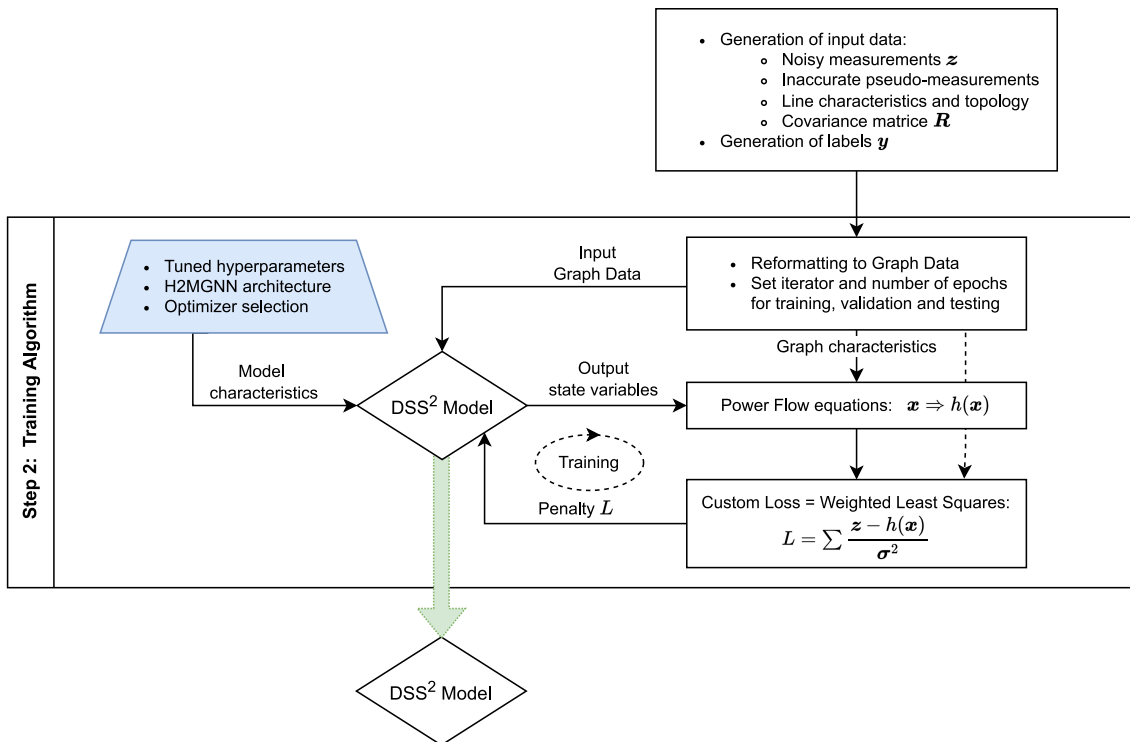 • Generation of input data:
∘ Noisy measurements z
∘ Inaccurate pseudo-measurements
∘ Line characteristics and topology
∘ Covariance matrice R
• Generation of labels y
Step 2: Training Algorithm
• Tuned hyperparameters
• H2MGNN architecture
• Optimizer selection
Input
Graph Data
• Reformatting to Graph Data
• Set iterator and number of epochs
for training, validation and testing
Graph characteristics
Model
characteristics
DSS² Model
Output
state variables
Power Flow equations: x ⇒ h(x)
Training
Penalty L
Custom Loss = Weighted Least Squares:
L = ∑ (z − h(x)) / σ²
DSS² Model